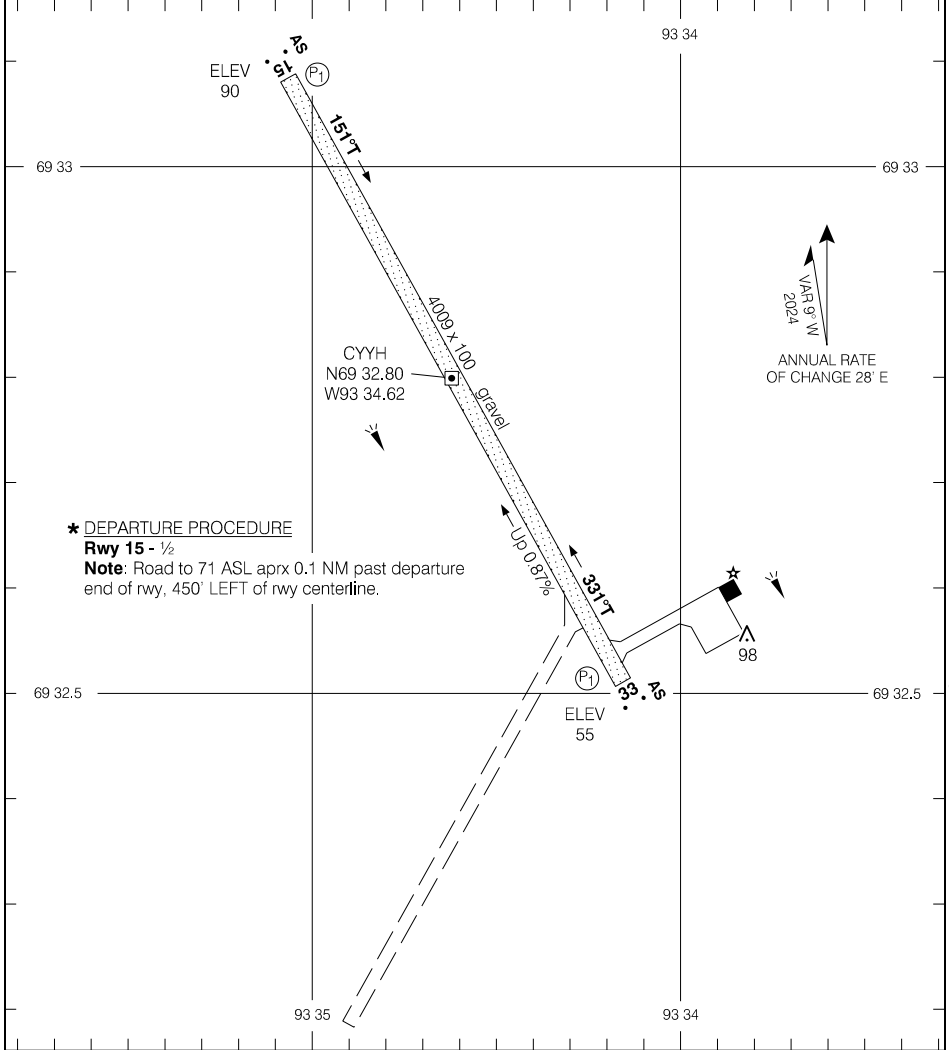 93 34
AS
15
P1
ELEV
90
151°T
69 33
69 33
VAR 9° W
2024
ANNUAL RATE
OF CHANGE 28' E
4009 x 100
gravel
CYYH
N69 32.80
W93 34.62
* DEPARTURE PROCEDURE
Rwy 15 - ½
Note: Road to 71 ASL aprx 0.1 NM past departure
end of rwy, 450' LEFT of rwy centerline.
Up 0.87%
331°T
98
P1
33
AS
ELEV
55
69 32.5
69 32.5
93 35
93 34